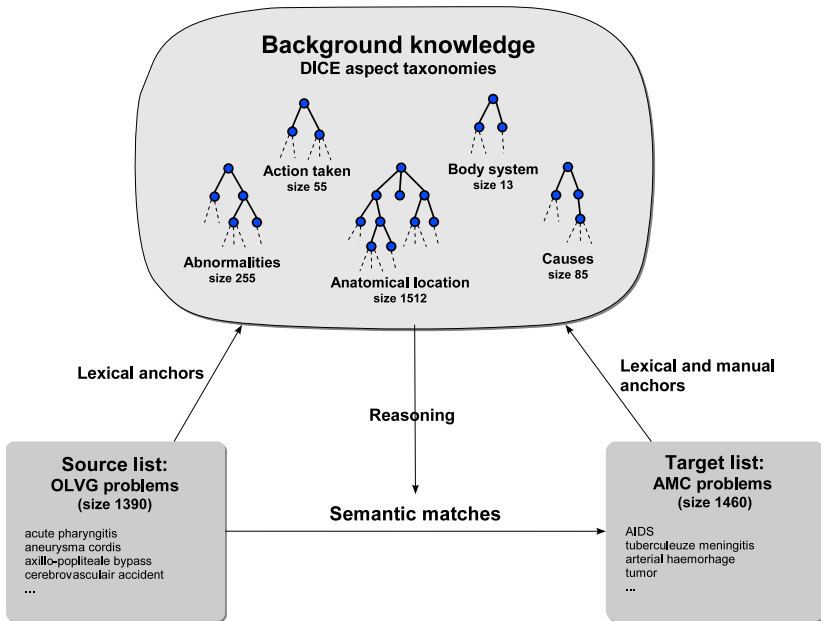 Background knowledge
DICE aspect taxonomies
Action taken
size 55
Body system
size 13
Abnormalities
size 255
Anatomical location
size 1512
Causes
size 85
Lexical anchors
Reasoning
Lexical and manual
anchors
Source list:
OLVG problems
(size 1390)
acute pharyngitis
aneurysma cordis
axillo-popliteale bypass
cerebrovasculair accident
...
Semantic matches
Target list:
AMC problems
(size 1460)
AIDS
tuberculeuze meningitis
arterial haemorhage
tumor
...